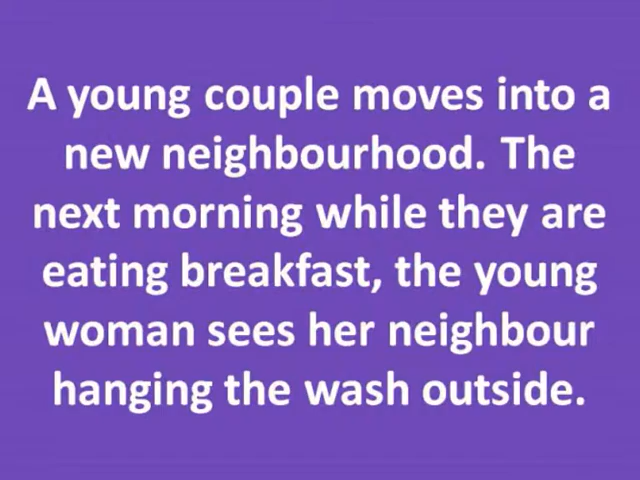 A young couple moves into a
new neighbourhood. The
next morning while they are
eating breakfast, the young
woman sees her neighbour
hanging the wash outside.